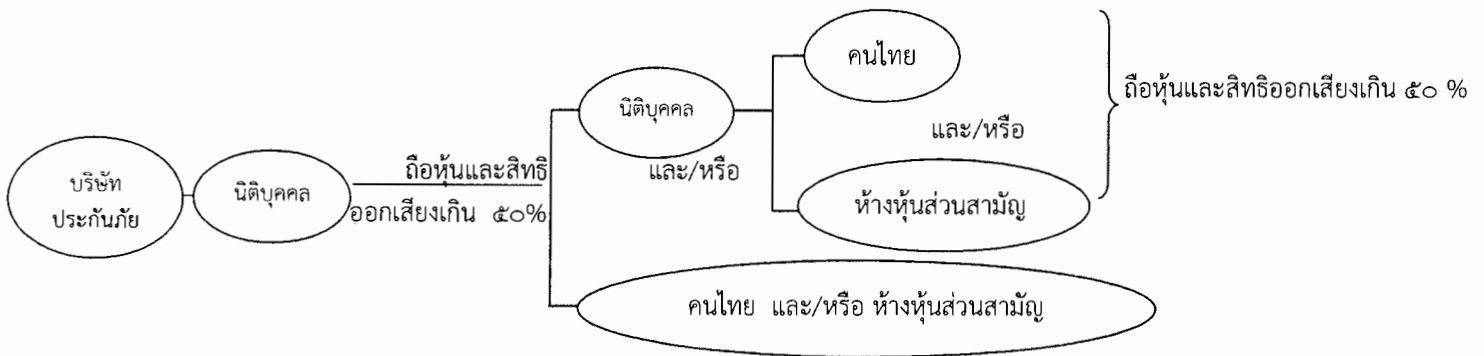 บริษัท
ประกันภัย
นิติบุคคล
ถือหุ้นและสิทธิ
ออกเสียงเกิน ๕๐%
นิติบุคคล
และ/หรือ
คนไทย
และ/หรือ
ห้างหุ้นส่วนสามัญ
ถือหุ้นและสิทธิออกเสียงเกิน ๕๐ %
คนไทย และ/หรือ ห้างหุ้นส่วนสามัญ